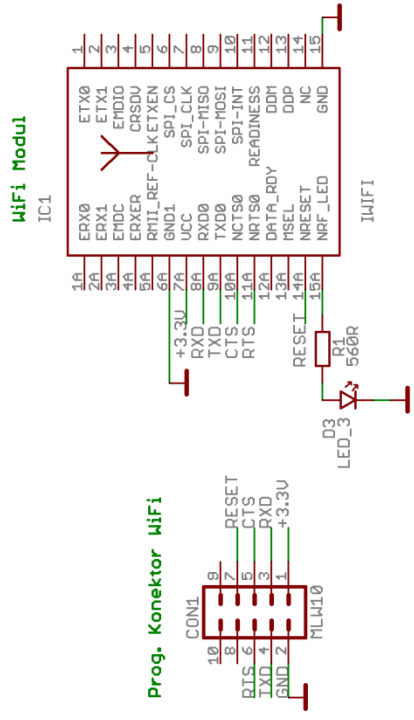 WiFi Modul
IC1
1 ETX0
2 ETX1
3 EMDIO
4 CRSDV
5 ETXEN
6 SPI_CS
7 SPI_CLK
8 SPI-MISO
9 SPI-MOSI
10 SPI-INT
11 READINESS
12 DDM
13 DDP
14 NC
15 GND
1A ERX0
2A ERX1
3A EMDC
4A ERXER
5A RMII_REF-CLK
6A GND1
7A VCC
8A RXD0
9A TXD0
10A NCTS0
11A NRTS0
12A DATA_RDY
13A MSEL
14A NRESET
15A NRF_LED
IWIFI
+3.3V
RXD
TXD
CTS
RTS
RESET
R1
560R
D3
LED_3
Prog. Konektor WiFi
CON1
9
7 RESET
5 CTS
3 RXD
1 +3.3V
10
8
6 RTS
4 TXD
2 GND
MLW10